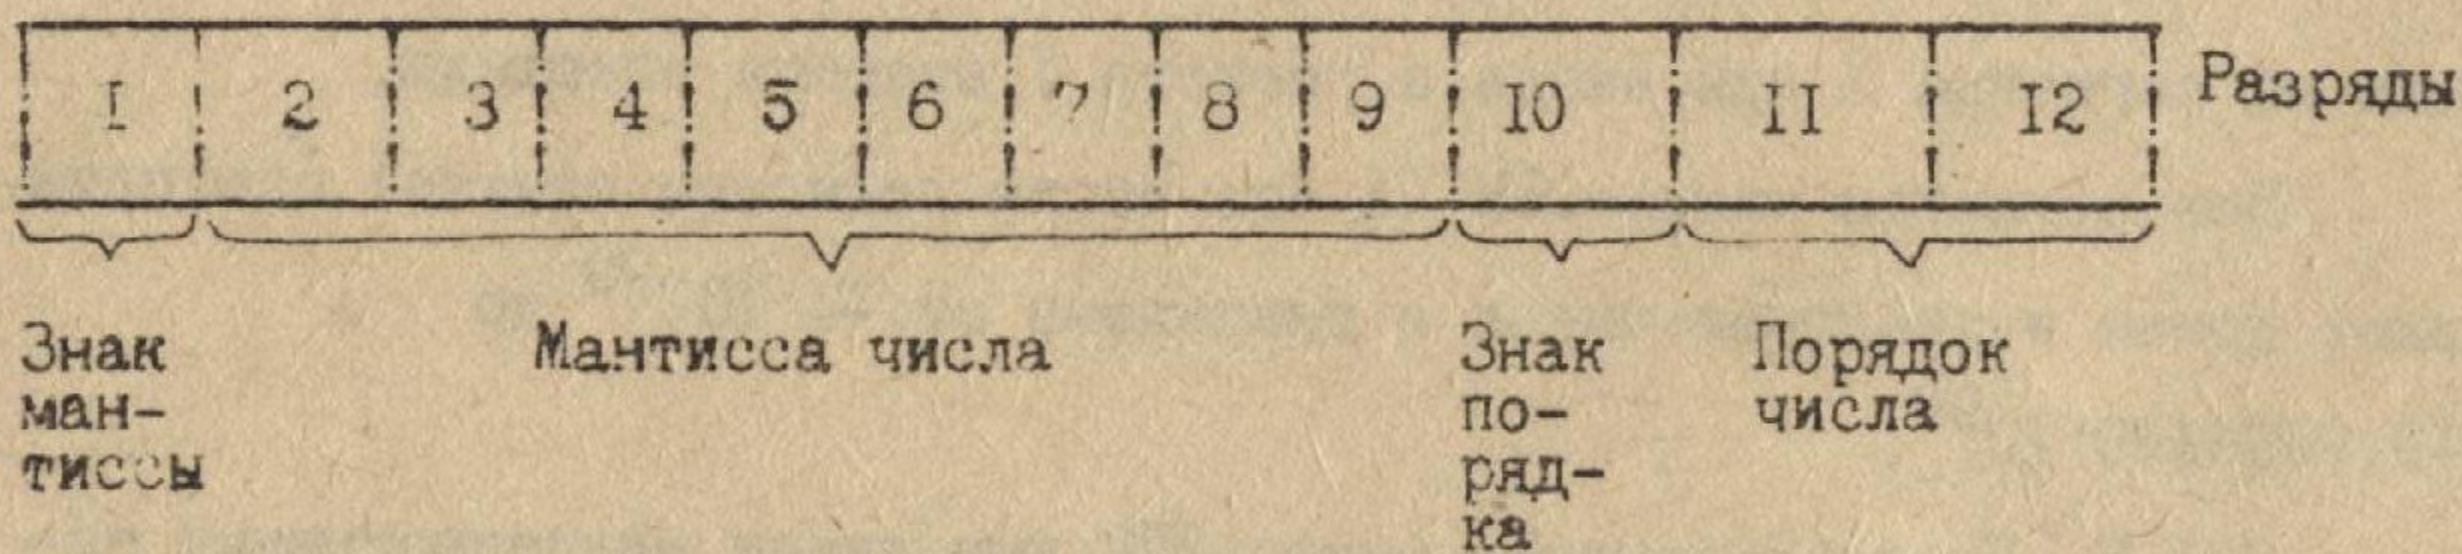 I 2 3 4 5 6 7 8 9 I0 II I2 Разряды
Знак
ман-
тиссы
Мантисса числа
Знак
по-
ряд-
ка
Порядок
числа